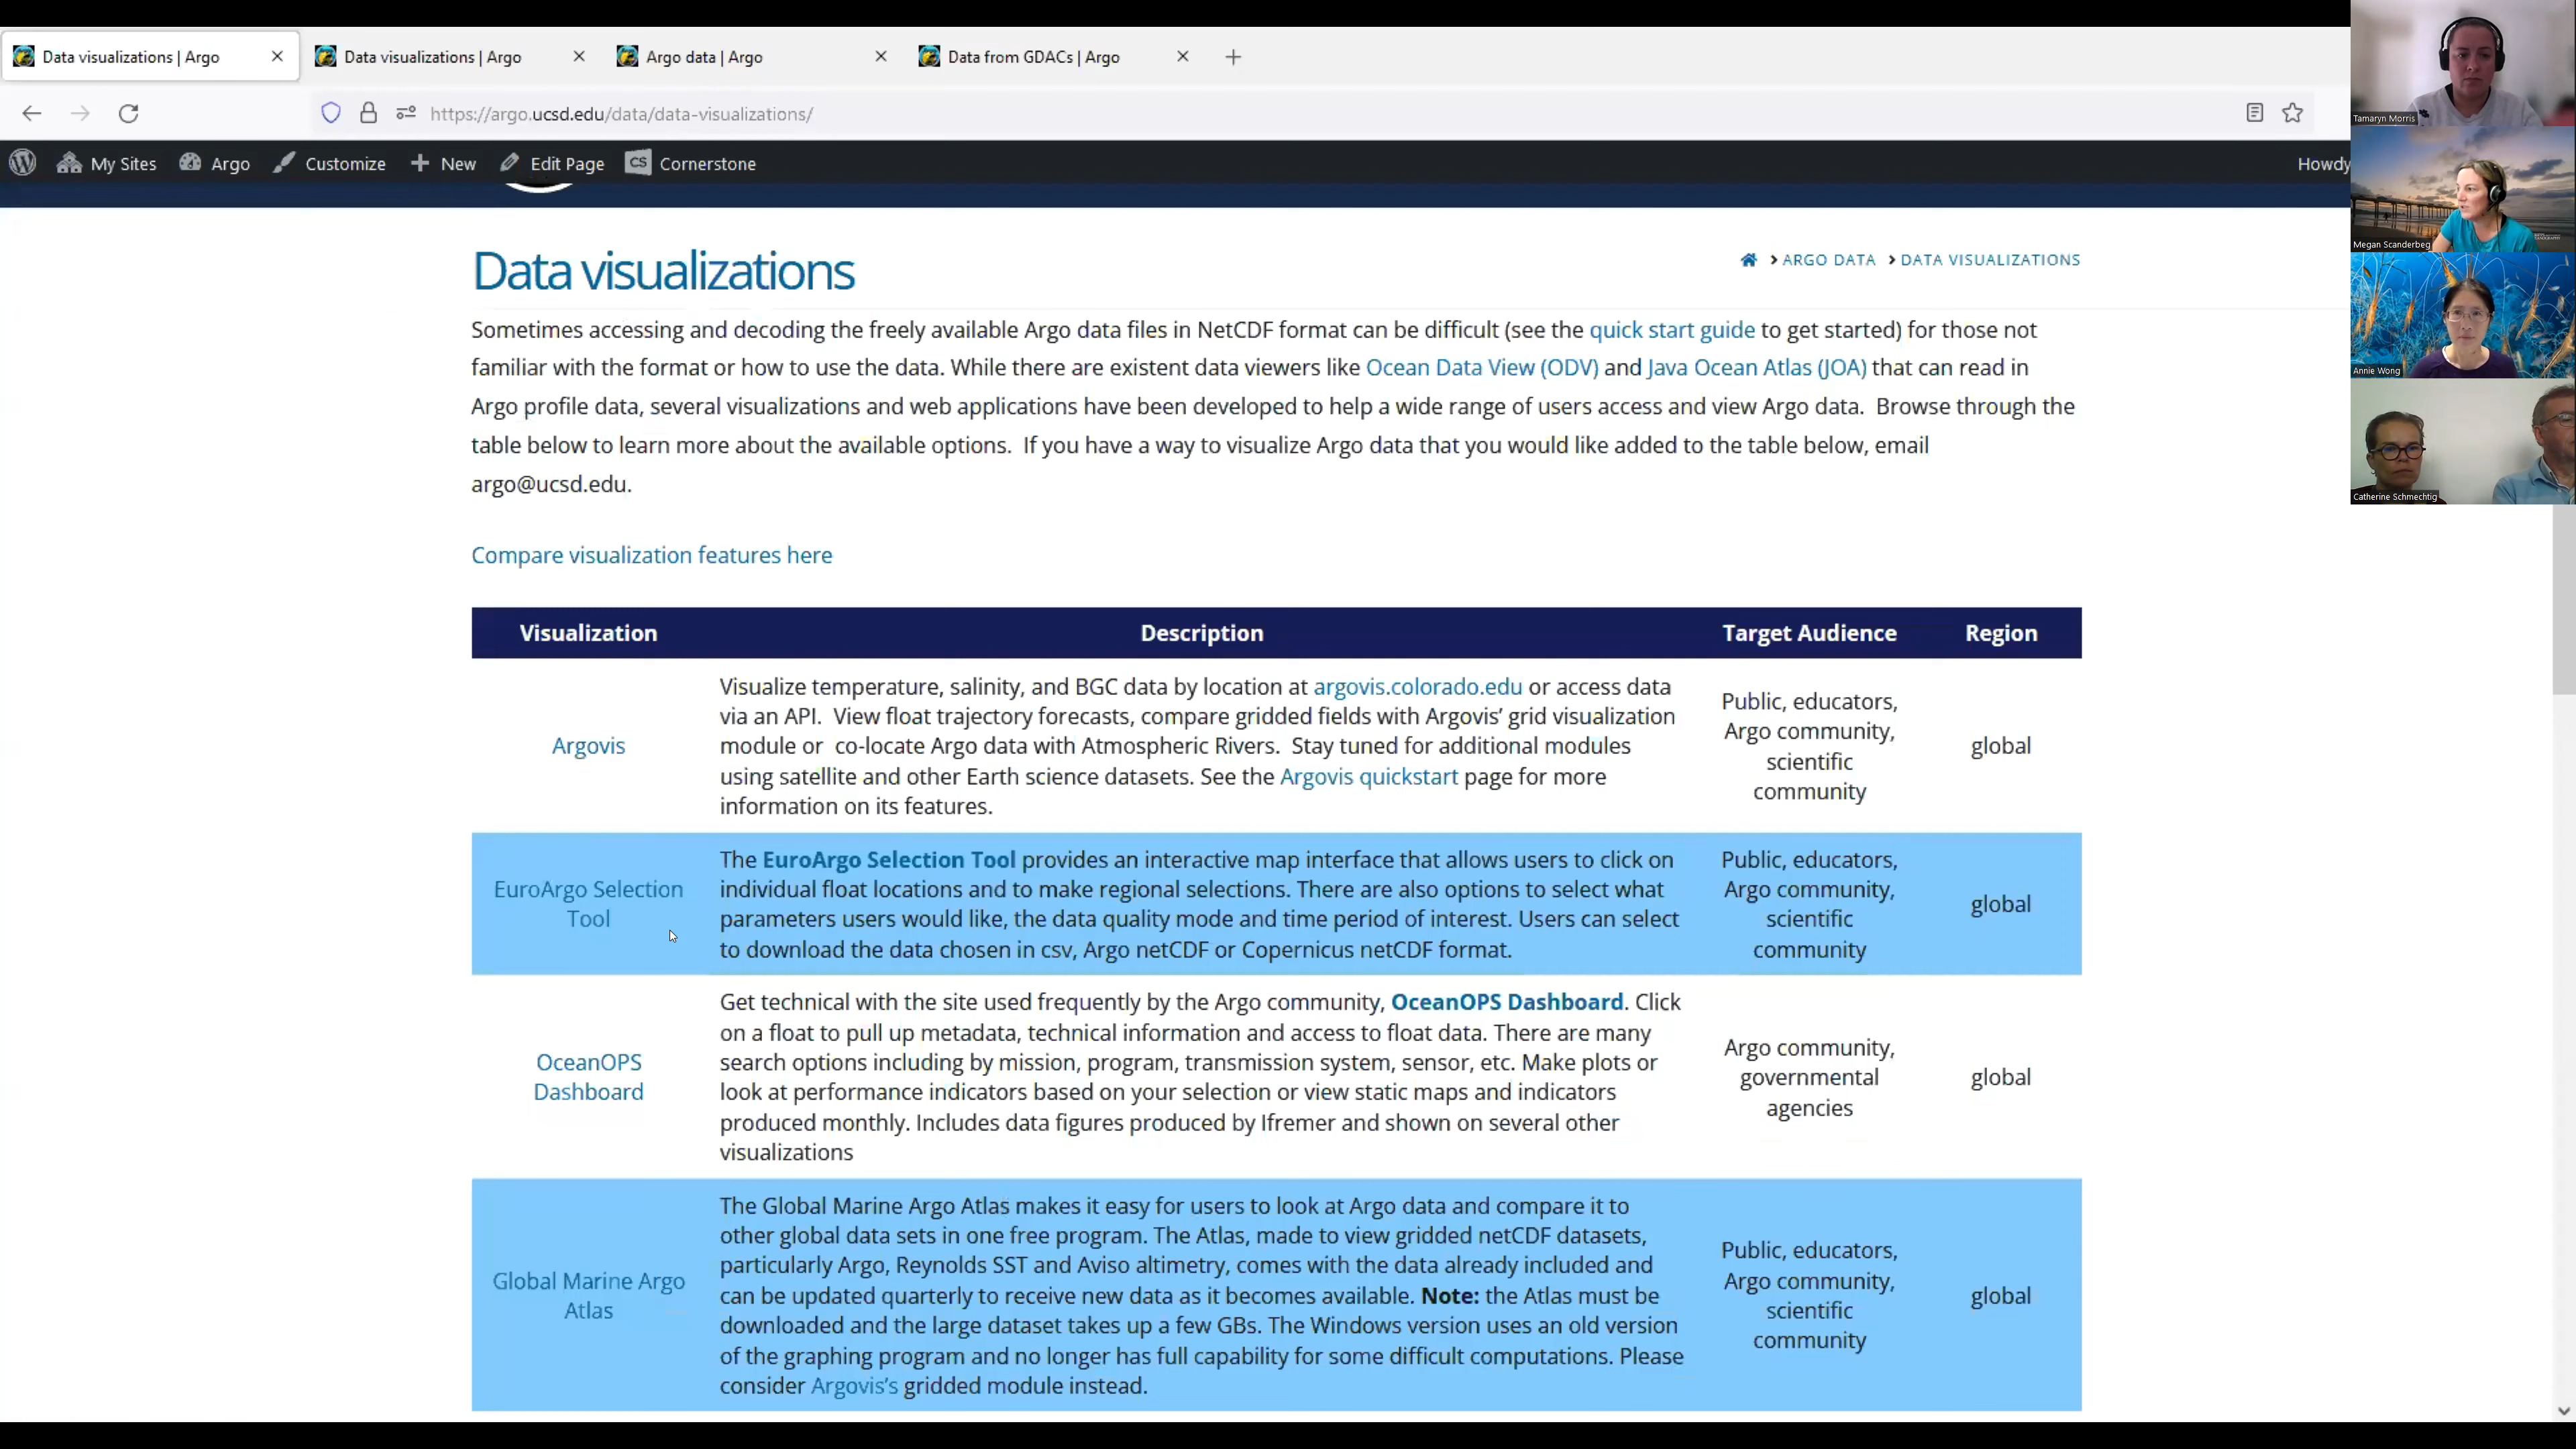 Data visualizations | Argo
Data visualizations | Argo
Argo data | Argo
Data from GDACs | Argo
https://argo.ucsd.edu/data/data-visualizations/
My Sites
Argo
Customize
New
Edit Page
CS Cornerstone
Howdy
Tamaryn Morris
Megan Scanderbeg
Annie Wong
Catherine Schmechtig
Data visualizations
ARGO DATA
DATA VISUALIZATIONS
Sometimes accessing and decoding the freely available Argo data files in NetCDF format can be difficult (see the quick start guide to get started) for those not
familiar with the format or how to use the data. While there are existent data viewers like Ocean Data View (ODV) and Java Ocean Atlas (JOA) that can read in
Argo profile data, several visualizations and web applications have been developed to help a wide range of users access and view Argo data. Browse through the
table below to learn more about the available options. If you have a way to visualize Argo data that you would like added to the table below, email
argo@ucsd.edu.
Compare visualization features here
Visualization Description Target Audience Region
Argovis
Visualize temperature, salinity, and BGC data by location at argovis.colorado.edu or access data
via an API. View float trajectory forecasts, compare gridded fields with Argovis’ grid visualization
module or co-locate Argo data with Atmospheric Rivers. Stay tuned for additional modules
using satellite and other Earth science datasets. See the Argovis quickstart page for more
information on its features.
Public, educators,
Argo community,
scientific
community
global
EuroArgo Selection
Tool
The EuroArgo Selection Tool provides an interactive map interface that allows users to click on
individual float locations and to make regional selections. There are also options to select what
parameters users would like, the data quality mode and time period of interest. Users can select
to download the data chosen in csv, Argo netCDF or Copernicus netCDF format.
Public, educators,
Argo community,
scientific
community
global
OceanOPS
Dashboard
Get technical with the site used frequently by the Argo community, OceanOPS Dashboard. Click
on a float to pull up metadata, technical information and access to float data. There are many
search options including by mission, program, transmission system, sensor, etc. Make plots or
look at performance indicators based on your selection or view static maps and indicators
produced monthly. Includes data figures produced by Ifremer and shown on several other
visualizations
Argo community,
governmental
agencies
global
Global Marine Argo
Atlas
The Global Marine Argo Atlas makes it easy for users to look at Argo data and compare it to
other global data sets in one free program. The Atlas, made to view gridded netCDF datasets,
particularly Argo, Reynolds SST and Aviso altimetry, comes with the data already included and
can be updated quarterly to receive new data as it becomes available. Note: the Atlas must be
downloaded and the large dataset takes up a few GBs. The Windows version uses an old version
of the graphing program and no longer has full capability for some difficult computations. Please
consider Argovis’s gridded module instead.
Public, educators,
Argo community,
scientific
community
global